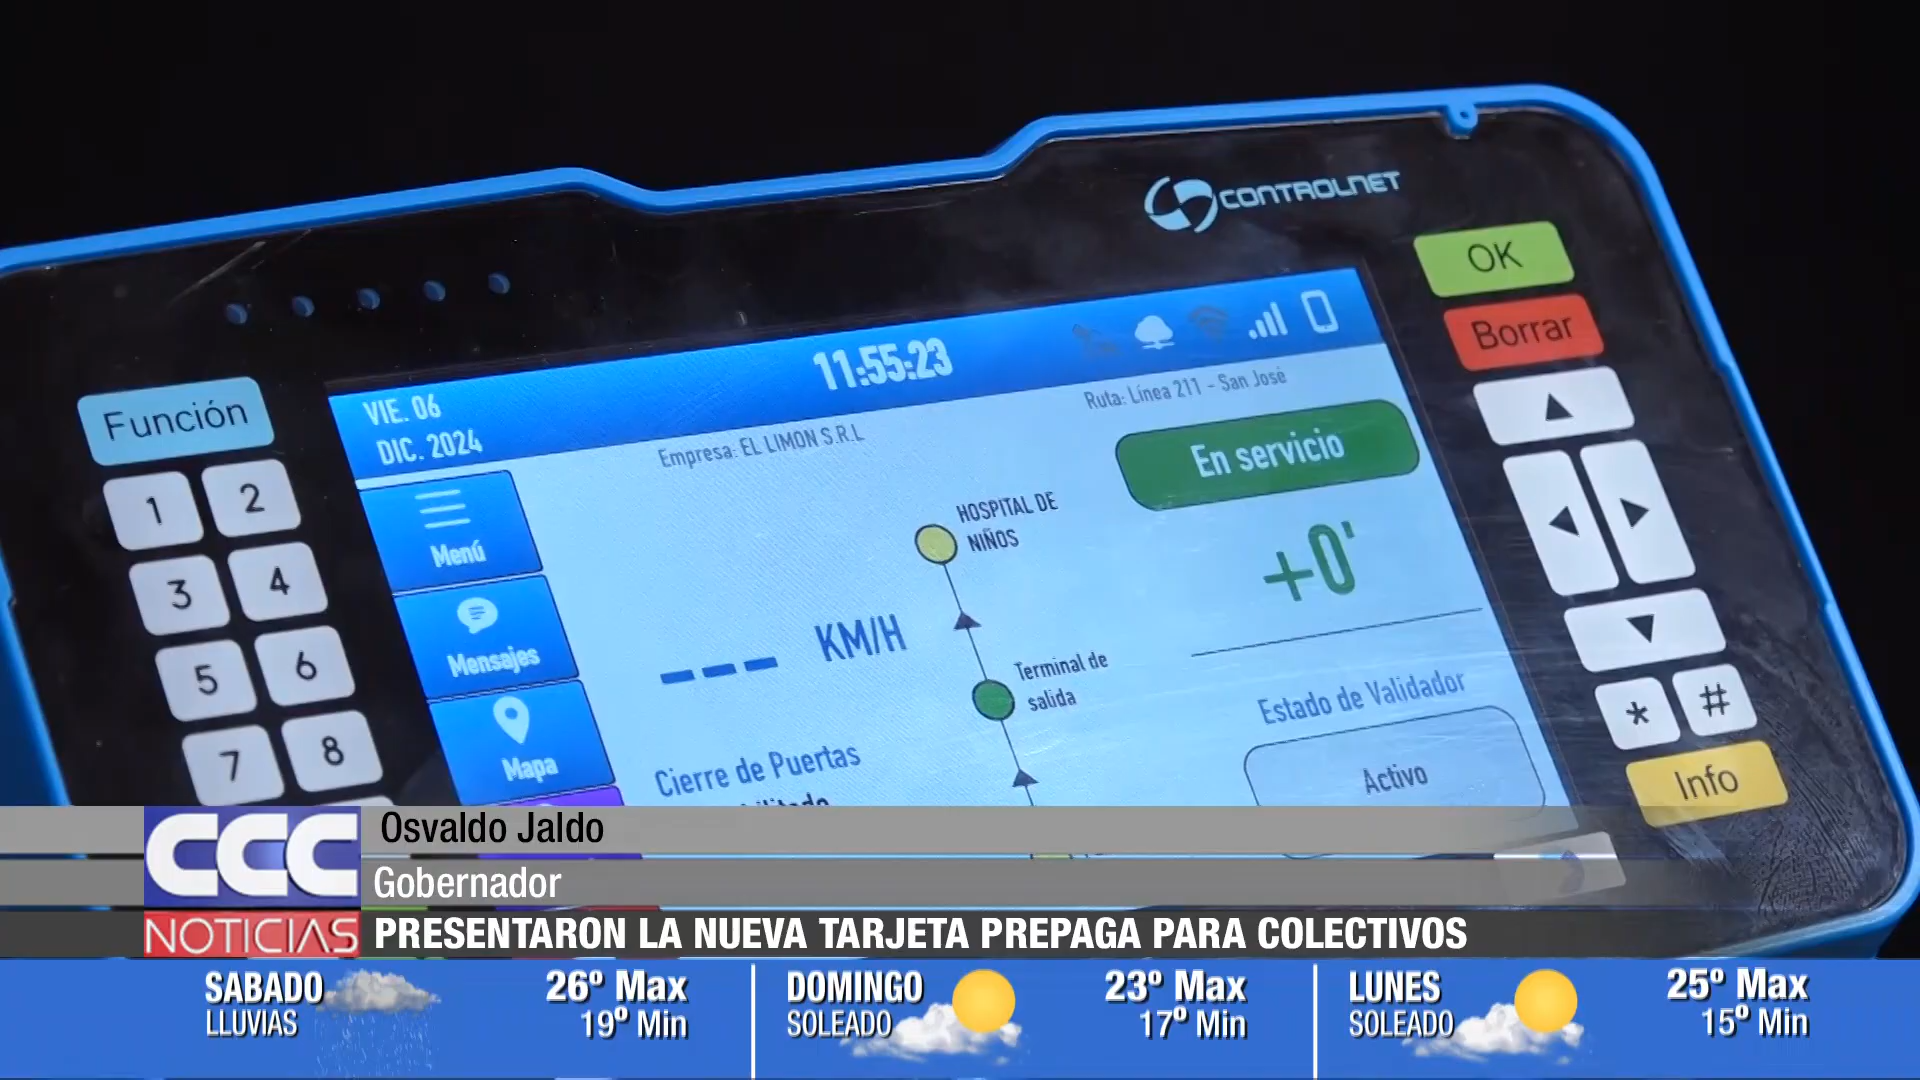 CONTROLNET
OK
Borrar
Función
1 2
3 4
5 6
7 8
* #
Info
VIE. 06
DIC. 2024
11:55:23
Empresa: EL LIMON S.R.L
Ruta: Línea 211 - San José
En servicio
+0'
Menú
Mensajes
Mapa
HOSPITAL DE
NIÑOS
KM/H
Terminal de
salida
Estado de Validador
Activo
Cierre de Puertas
Osvaldo Jaldo
Gobernador
CCC
NOTICIAS
PRESENTARON LA NUEVA TARJETA PREPAGA PARA COLECTIVOS
SABADO
LLUVIAS
26º Max
19º Min
DOMINGO
SOLEADO
23º Max
17º Min
LUNES
SOLEADO
25º Max
15º Min